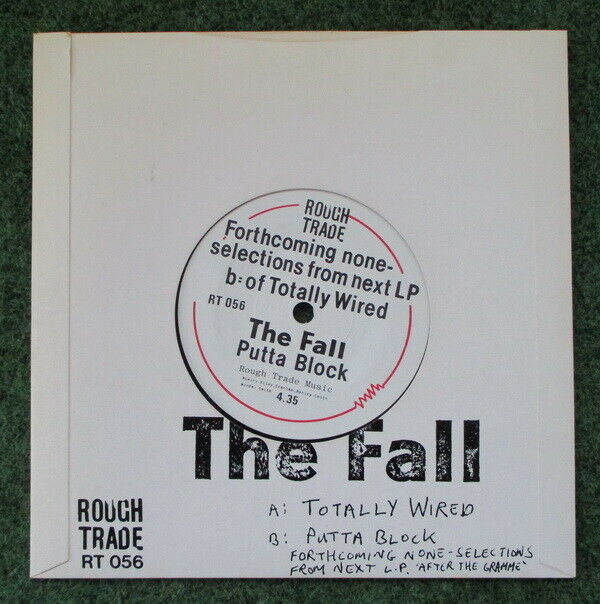 ROUGH
TRADE
Forthcoming none-
selections from next LP
b: of Totally Wired
RT 056
The Fall
Putta Block
Rough Trade Music
4.35
The Fall
A: TOTALLY WIRED
B: PUTTA BLOCK
FORTHCOMING NONE-SELECTIONS
FROM NEXT L.P. 'AFTER THE GRAMME'
ROUGH
TRADE
RT 056